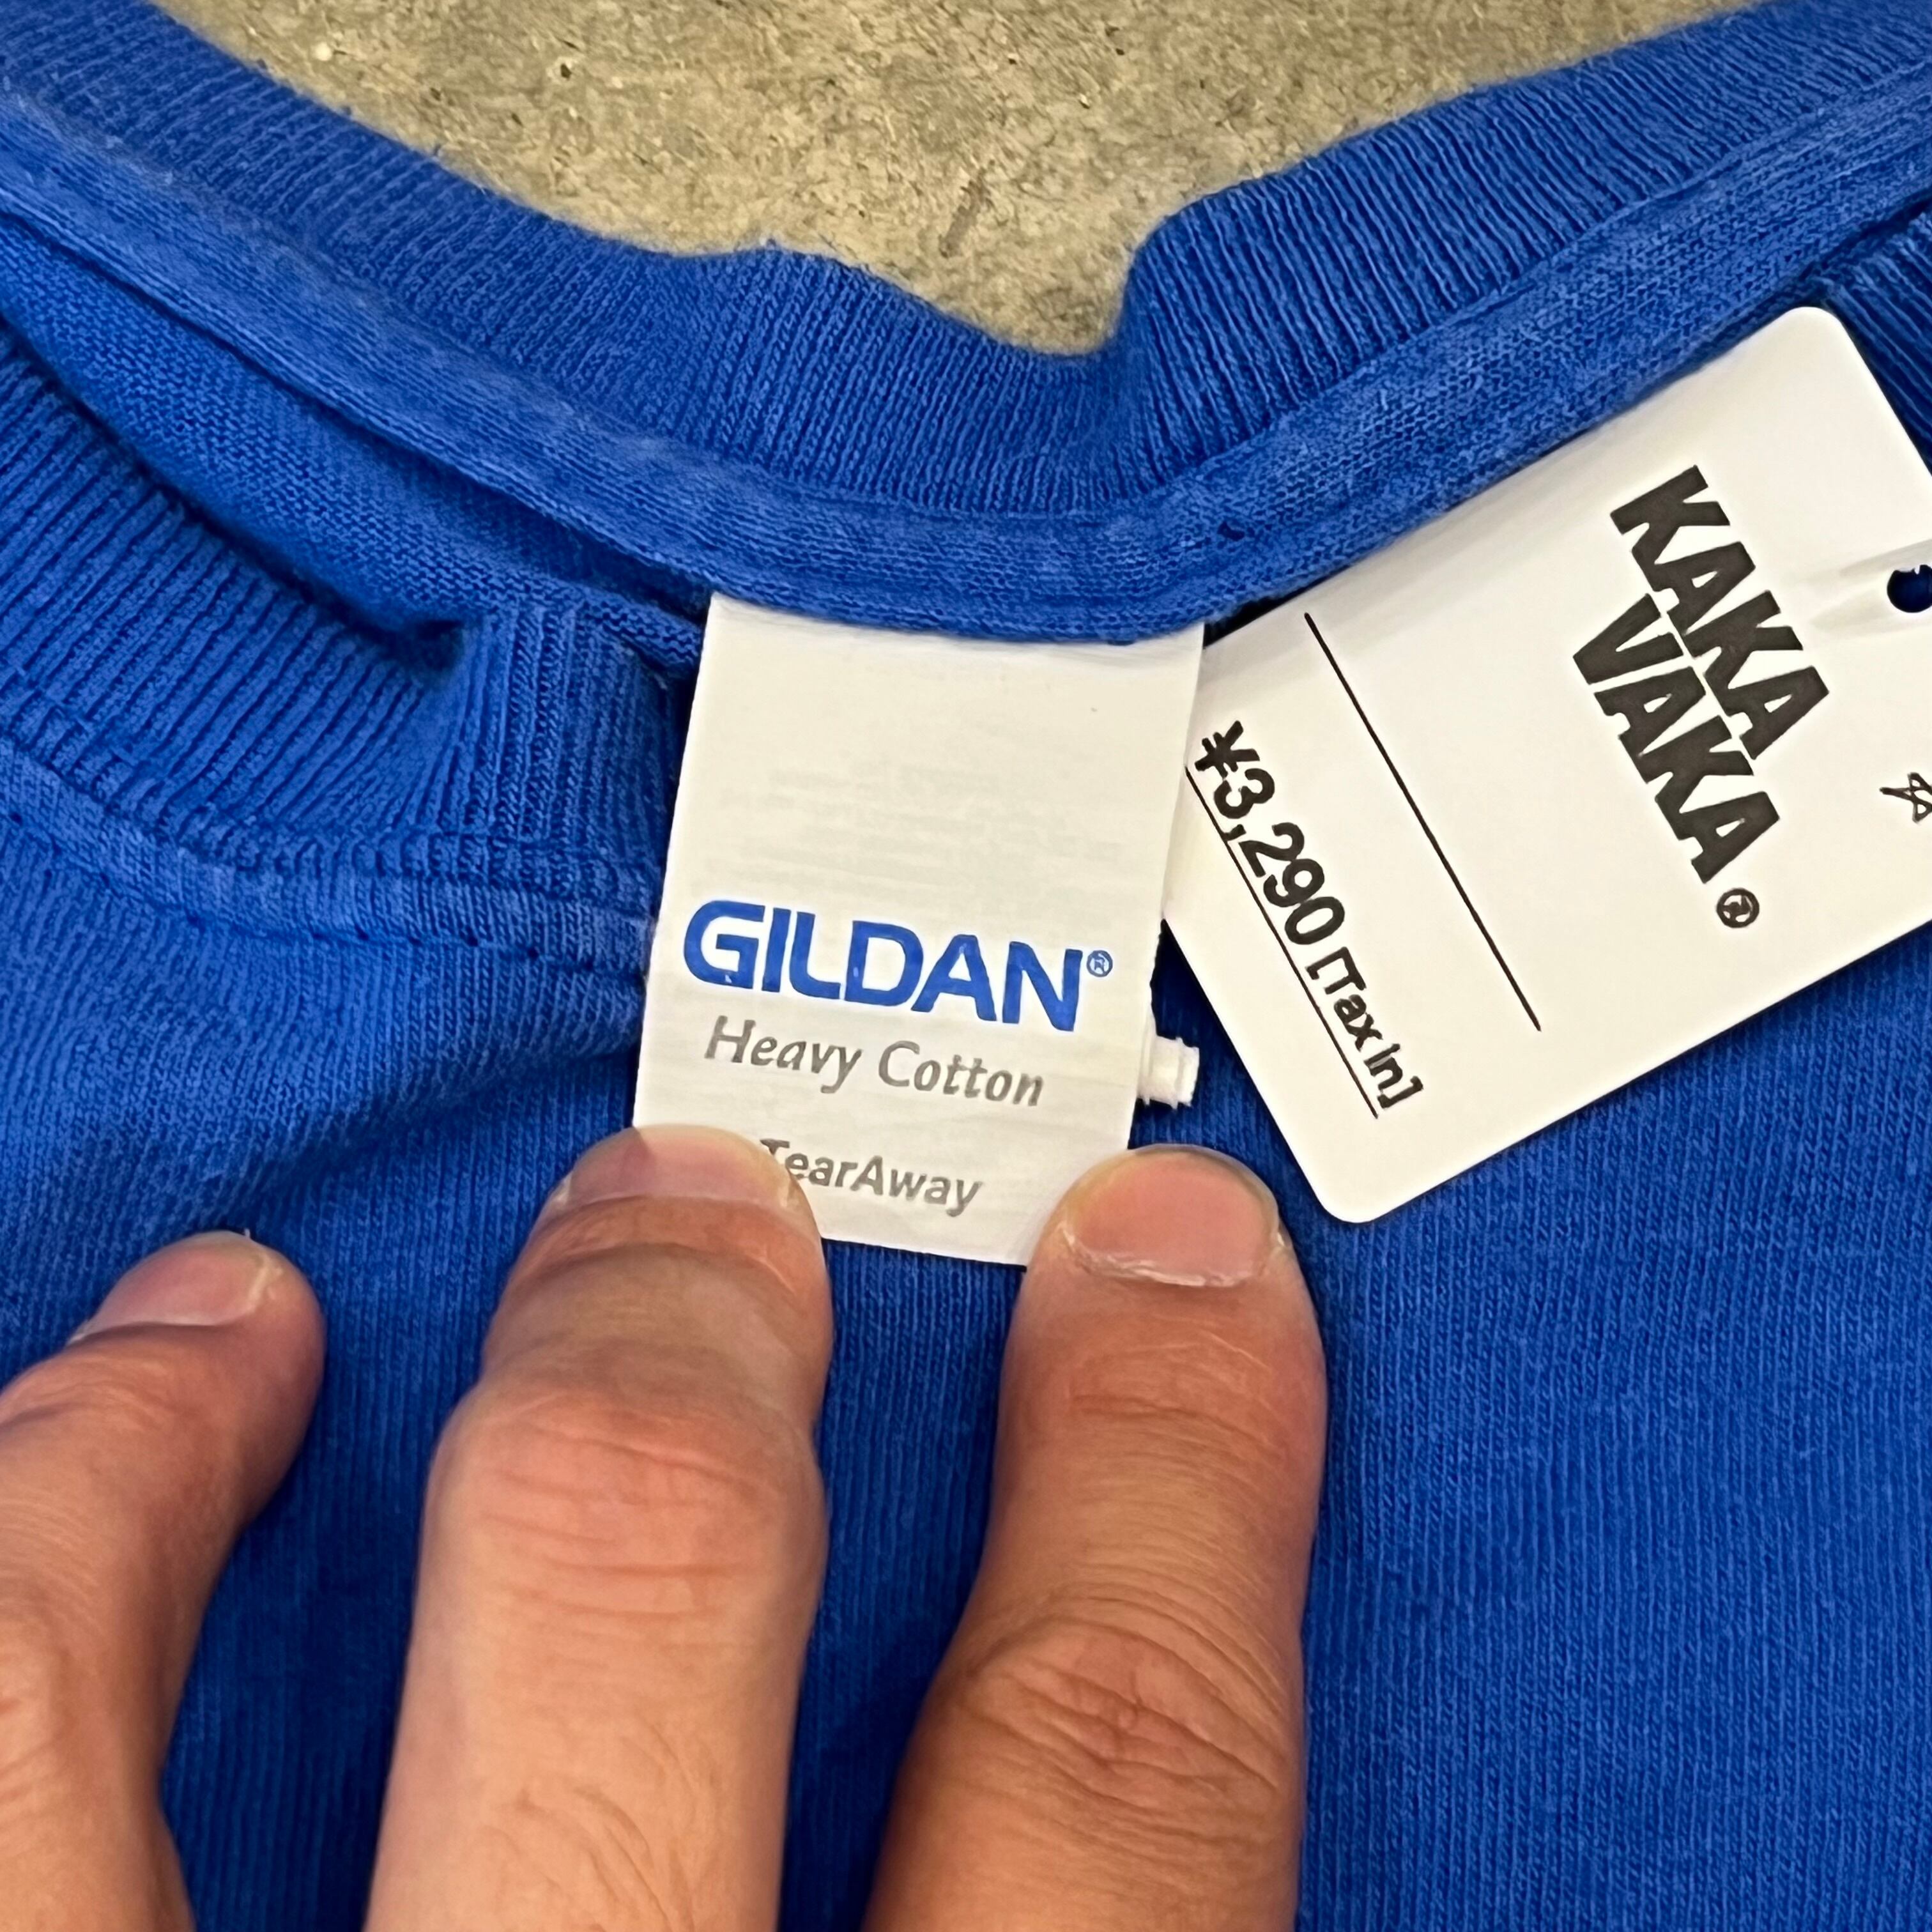 GILDAN®
Heavy Cotton
TearAway
KAKA
VAKA®
¥3,290 [Tax in]